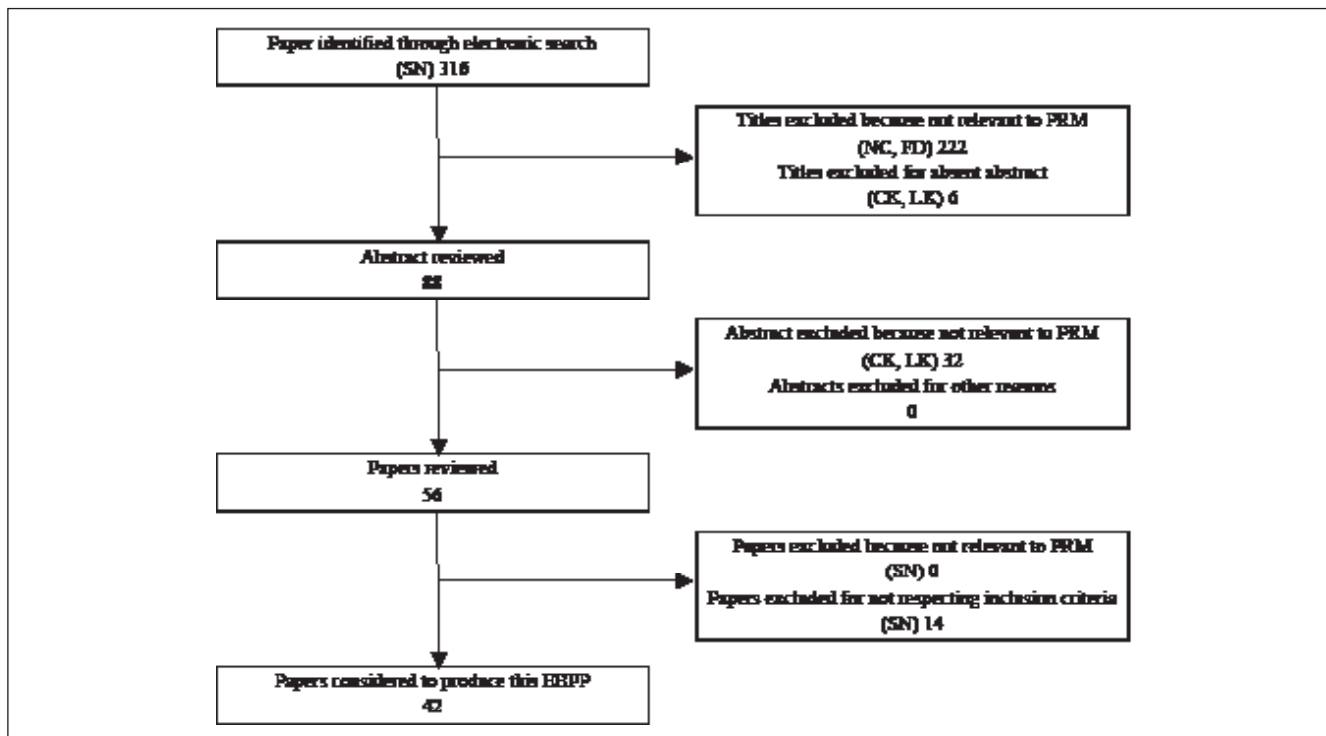 Paper identified through electronic search
(SN) 316
Titles excluded because not relevant to PRM
(NC, FD) 222
Titles excluded for absent abstract
(CK, LK) 6
Abstract reviewed
88
Abstract excluded because not relevant to PRM
(CK, LK) 32
Abstracts excluded for other reasons
0
Papers reviewed
56
Papers excluded because not relevant to PRM
(SN) 0
Papers excluded for not respecting inclusion criteria
(SN) 14
Papers considered to produce this EBPP
42